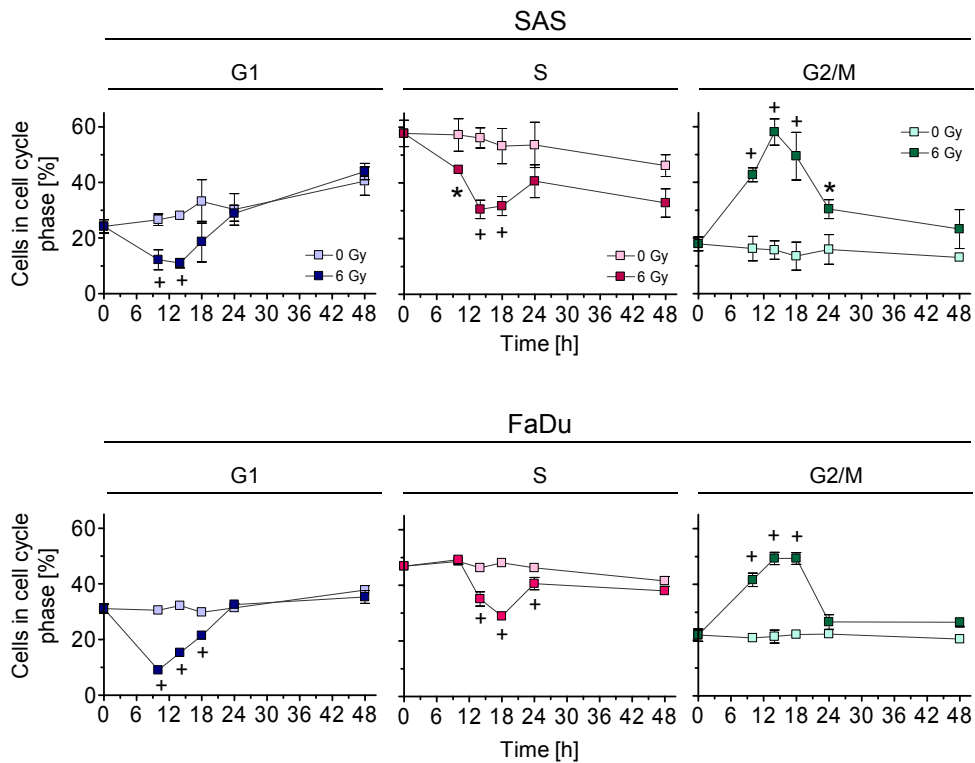 SAS
G1 S G2/M
Cells in cell cycle
phase [%]
60
40
20
0
0 Gy
6 Gy
0 Gy
6 Gy
0 Gy
6 Gy
+ +
* + +
+ + + *
0 6 12 18 24 30 36 42 48 0 6 12 18 24 30 36 42 48 0 6 12 18 24 30 36 42 48
Time [h]
FaDu
G1 S G2/M
Cells in cell cycle
phase [%]
60
40
20
0
+ + +
+ + +
+ + +
0 6 12 18 24 30 36 42 48 0 6 12 18 24 30 36 42 48 0 6 12 18 24 30 36 42 48
Time [h]